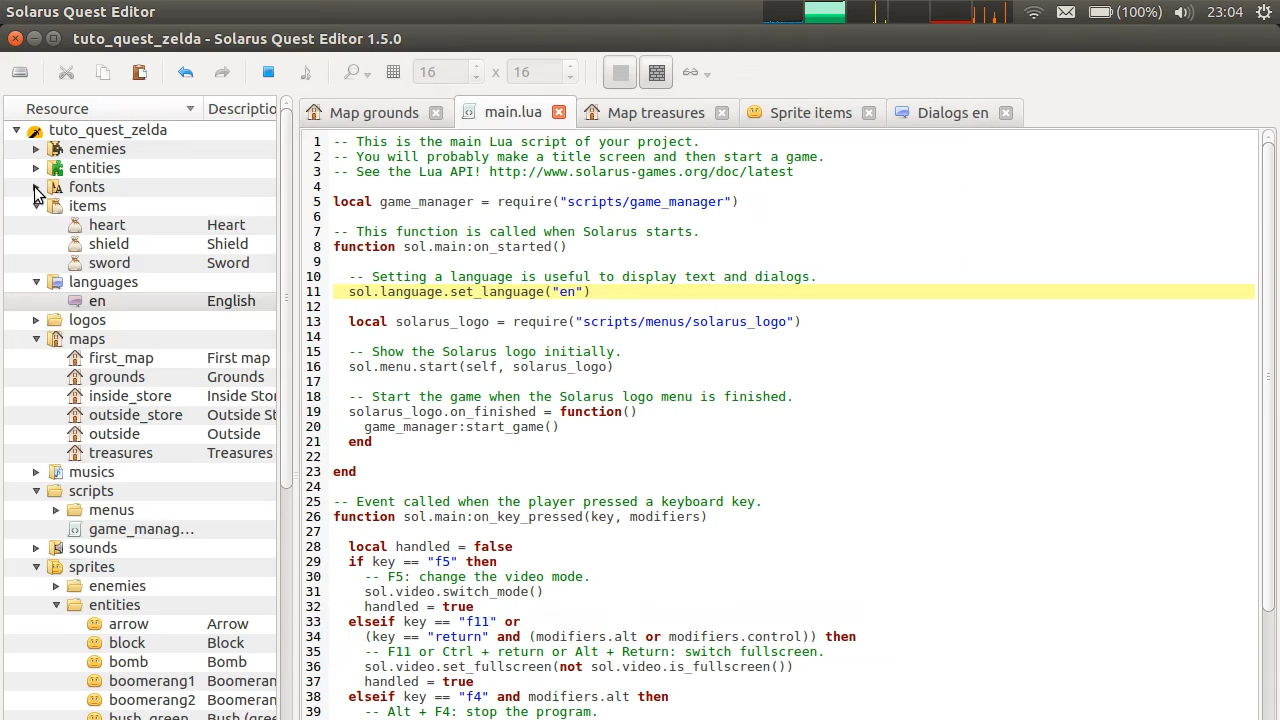 Solarus Quest Editor
(100%)
23:04
tuto_quest_zelda - Solarus Quest Editor 1.5.0
16 x 16
Resource Descriptio
Map grounds
main.lua
Map treasures
Sprite items
Dialogs en
tuto_quest_zelda
enemies
entities
fonts
items
heart Heart
shield Shield
sword Sword
languages
en English
logos
maps
first_map First map
grounds Grounds
inside_store Inside Stor
outside_store Outside St
outside Outside
treasures Treasures
musics
scripts
menus
game_manag...
sounds
sprites
enemies
entities
arrow Arrow
block Block
bomb Bomb
boomerang1 Boomeran
boomerang2 Boomeran
bush_green Bush (gree
1 -- This is the main Lua script of your project.
2 -- You will probably make a title screen and then start a game.
3 -- See the Lua API! http://www.solarus-games.org/doc/latest
4
5 local game_manager = require("scripts/game_manager")
6
7 -- This function is called when Solarus starts.
8 function sol.main:on_started()
9
10 -- Setting a language is useful to display text and dialogs.
11 sol.language.set_language("en")
12
13 local solarus_logo = require("scripts/menus/solarus_logo")
14
15 -- Show the Solarus logo initially.
16 sol.menu.start(self, solarus_logo)
17
18 -- Start the game when the Solarus logo menu is finished.
19 solarus_logo.on_finished = function()
20 game_manager:start_game()
21 end
22
23 end
24
25 -- Event called when the player pressed a keyboard key.
26 function sol.main:on_key_pressed(key, modifiers)
27
28 local handled = false
29 if key == "f5" then
30 -- F5: change the video mode.
31 sol.video.switch_mode()
32 handled = true
33 elseif key == "f11" or
34 (key == "return" and (modifiers.alt or modifiers.control)) then
35 -- F11 or Ctrl + return or Alt + Return: switch fullscreen.
36 sol.video.set_fullscreen(not sol.video.is_fullscreen())
37 handled = true
38 elseif key == "f4" and modifiers.alt then
39 -- Alt + F4: stop the program.